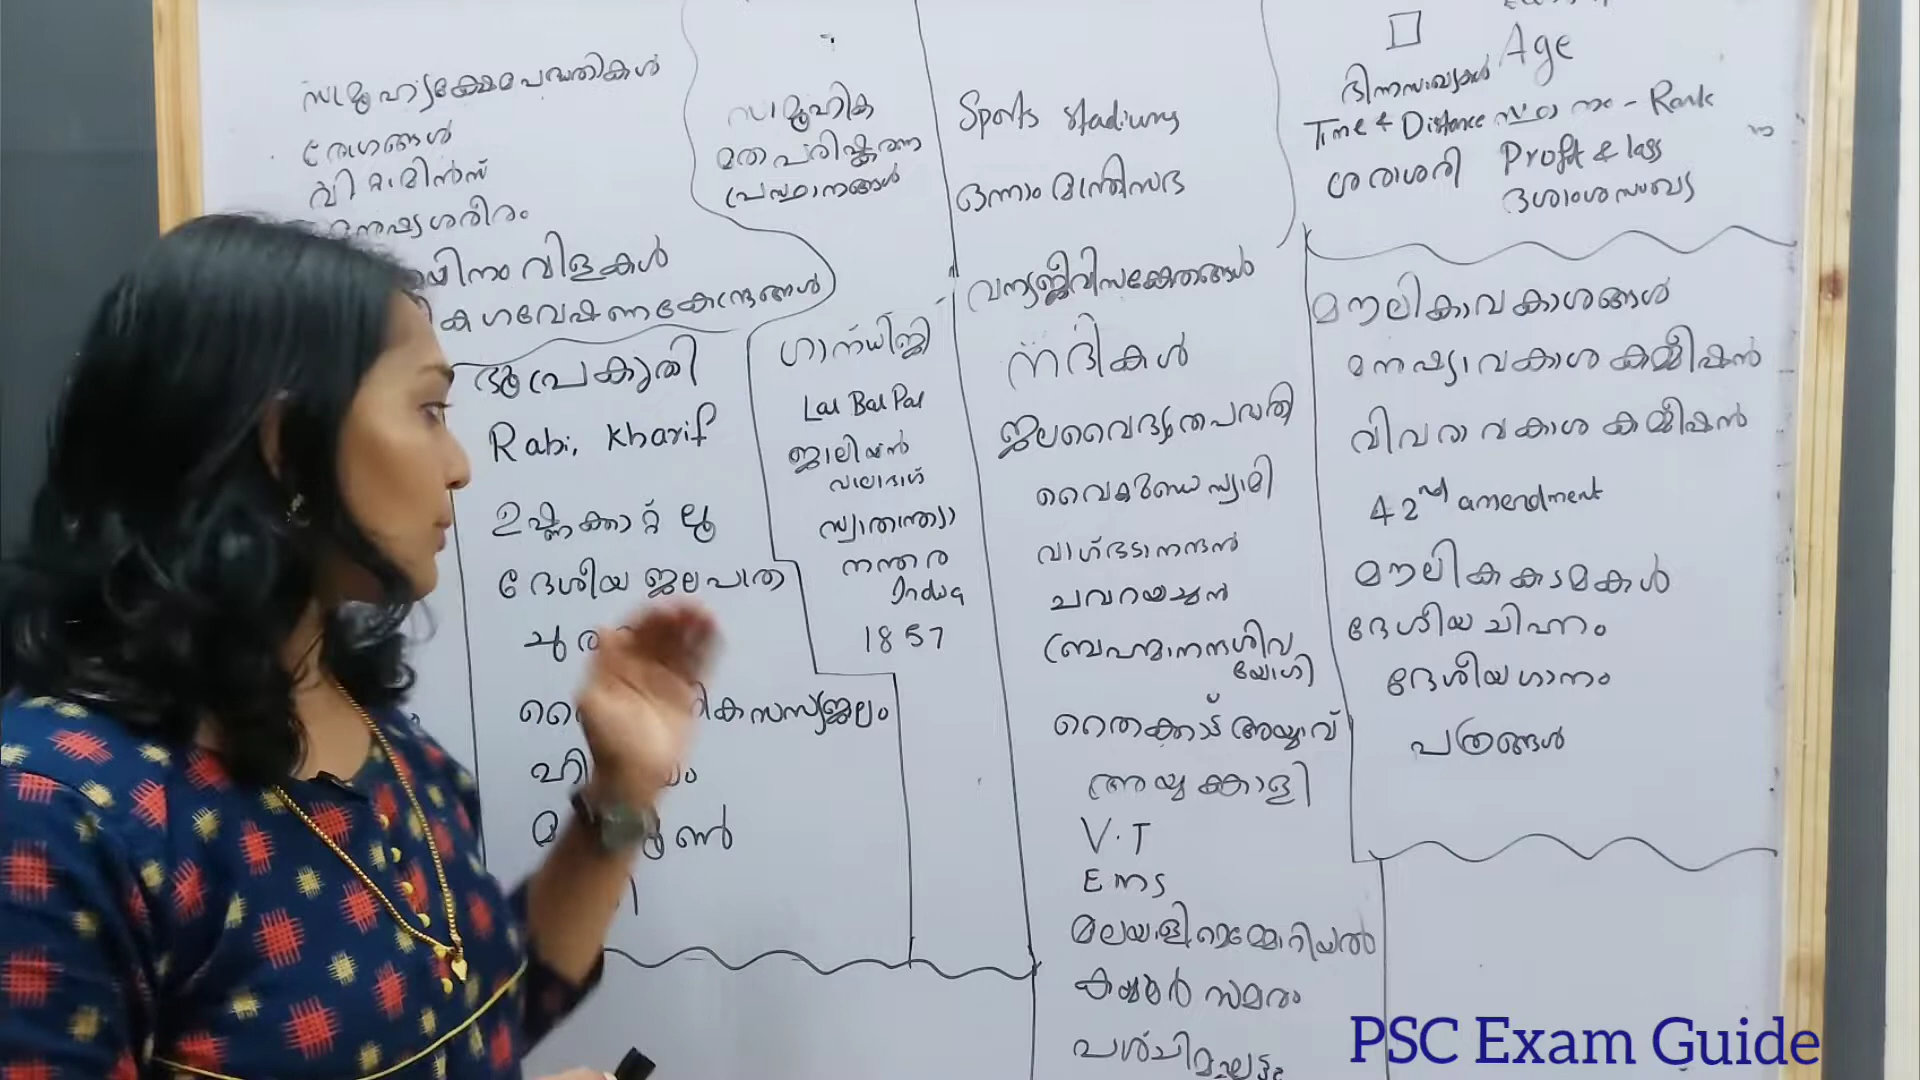 സാമൂഹ്യക്ഷേമപദ്ധതികൾ
രോഗങ്ങൾ
വിറ്റാമിൻസ്
മനുഷ്യശരീരം
വിളകൾ
ഗവേഷണകേന്ദ്രങ്ങൾ
ഭൂപ്രകൃതി
Rabi, Kharif
ഉഷ്ണക്കാറ്റ് ലൂ
ദേശീയ ജലപാത
സാമൂഹിക
മതപരിഷ്കരണ
പ്രസ്ഥാനങ്ങൾ
ഗാന്ധിജി
Lal Bal Pal
ജാലിയൻ
വാലാബാഗ്
സ്വാതന്ത്ര്യാ
നന്തര
India
1857
Sports stadiums
ഒന്നാം മന്ത്രിസഭ
വന്യജീവിസങ്കേതങ്ങൾ
നദികൾ
ജലവൈദ്യുതപദ്ധതി
വൈകുണ്ഠസ്വാമി
വാഗ്ഭടാനന്ദൻ
ചാവറയച്ചൻ
ബ്രഹ്മാനന്ദശിവ
യോഗി
തൈക്കാട് അയ്യാവ്
അയ്യങ്കാളി
V.T
EMS
മലയാളിമെമ്മോറിയൽ
കയ്യൂർ സമരം
പശ്ചിമഘട്ടം
Age
ഭിന്നസംഖ്യകൾ
Time & Distance സ്ഥാനം - Rank
ശരാശരി Profit & loss
ദശാംശസംഖ്യ
മൗലികാവകാശങ്ങൾ
മനുഷ്യാവകാശ കമ്മീഷൻ
വിവരാവകാശ കമ്മീഷൻ
42nd amendment
മൗലികകടമകൾ
ദേശീയ ചിഹ്നം
ദേശീയഗാനം
പത്രങ്ങൾ
PSC Exam Guide